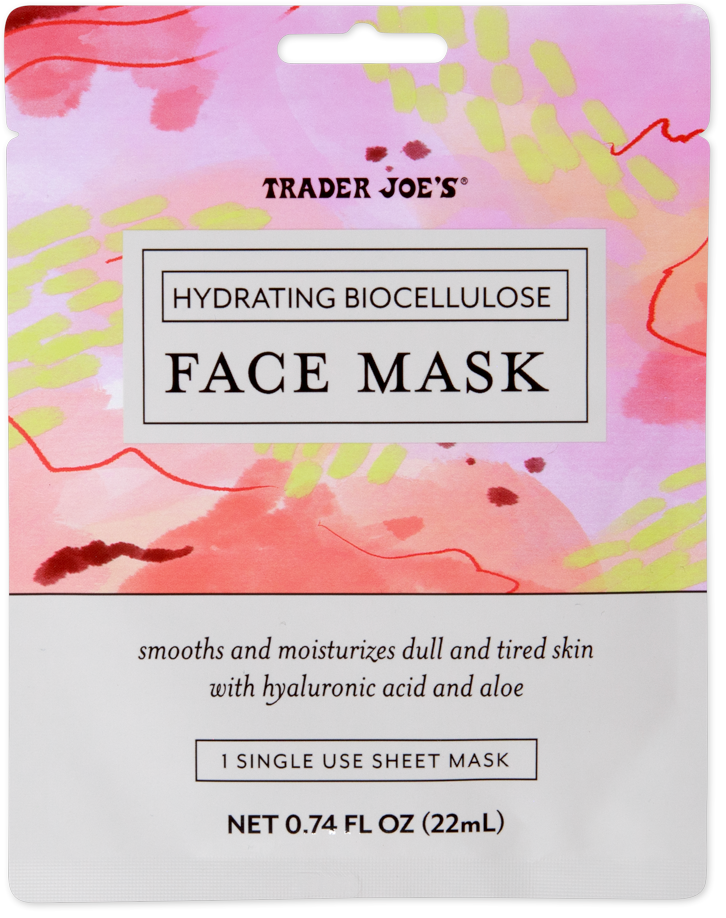 TRADER JOE'S®
HYDRATING BIOCELLULOSE
FACE MASK
smooths and moisturizes dull and tired skin
with hyaluronic acid and aloe
1 SINGLE USE SHEET MASK
NET 0.74 FL OZ (22mL)